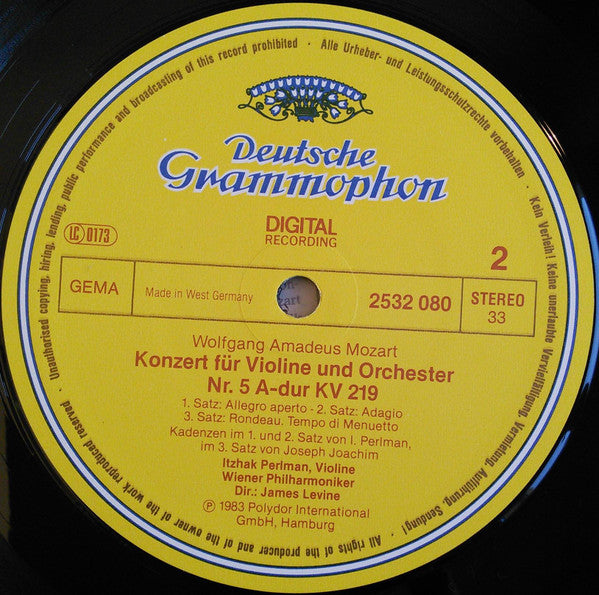 Unauthorised copying, hiring, lending, public performance and broadcasting of this record prohibited · Alle Urheber- und Leistungsschutzrechte vorbehalten · Kein Verleih! Keine unerlaubte Vervielfältigung, Vermietung, Aufführung, Sendung! · All rights of the producer and of the owner of the work reproduced reserved ·
Deutsche
Grammophon
DIGITAL
RECORDING
LC 0173
2
GEMA
Made in West Germany
2532 080
STEREO
33
Wolfgang Amadeus Mozart
Konzert für Violine und Orchester
Nr. 5 A-dur KV 219
1. Satz: Allegro aperto - 2. Satz: Adagio
3. Satz: Rondeau. Tempo di Menuetto
Kadenzen im 1. und 2. Satz von I. Perlman,
im 3. Satz von Joseph Joachim
Itzhak Perlman, Violine
Wiener Philharmoniker
Dir.: James Levine
℗ 1983 Polydor International
GmbH, Hamburg